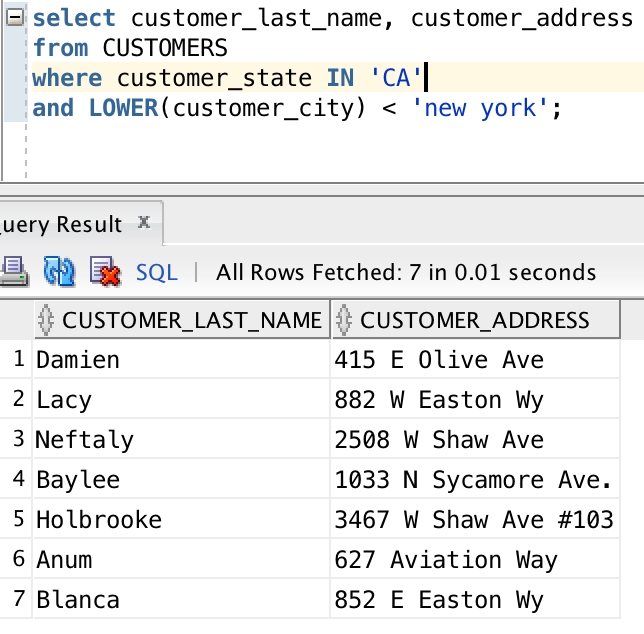 select customer_last_name, customer_address
from CUSTOMERS
where customer_state IN 'CA'
and LOWER(customer_city) < 'new york';
uery Result x
SQL | All Rows Fetched: 7 in 0.01 seconds
CUSTOMER_LAST_NAME CUSTOMER_ADDRESS
1 Damien 415 E Olive Ave
2 Lacy 882 W Easton Wy
3 Neftaly 2508 W Shaw Ave
4 Baylee 1033 N Sycamore Ave.
5 Holbrooke 3467 W Shaw Ave #103
6 Anum 627 Aviation Way
7 Blanca 852 E Easton Wy